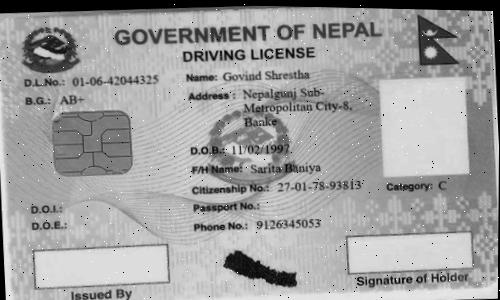 GOVERNMENT OF NEPAL
DRIVING LICENSE
D.L.No.: 01-06-42044325
B.G.: AB+
Name: Govind Shrestha
Address : Nepalgunj Sub-
Metropolitan City-8,
Banke
D.O.B.: 11/02/1997
F/H Name: Sarita Baniya
Citizenship No.: 27-01-78-93813
Category: C
D.O.I.:
Passport No.:
D.O.E.:
Phone No.: 9126345053
Issued By
Signature of Holder